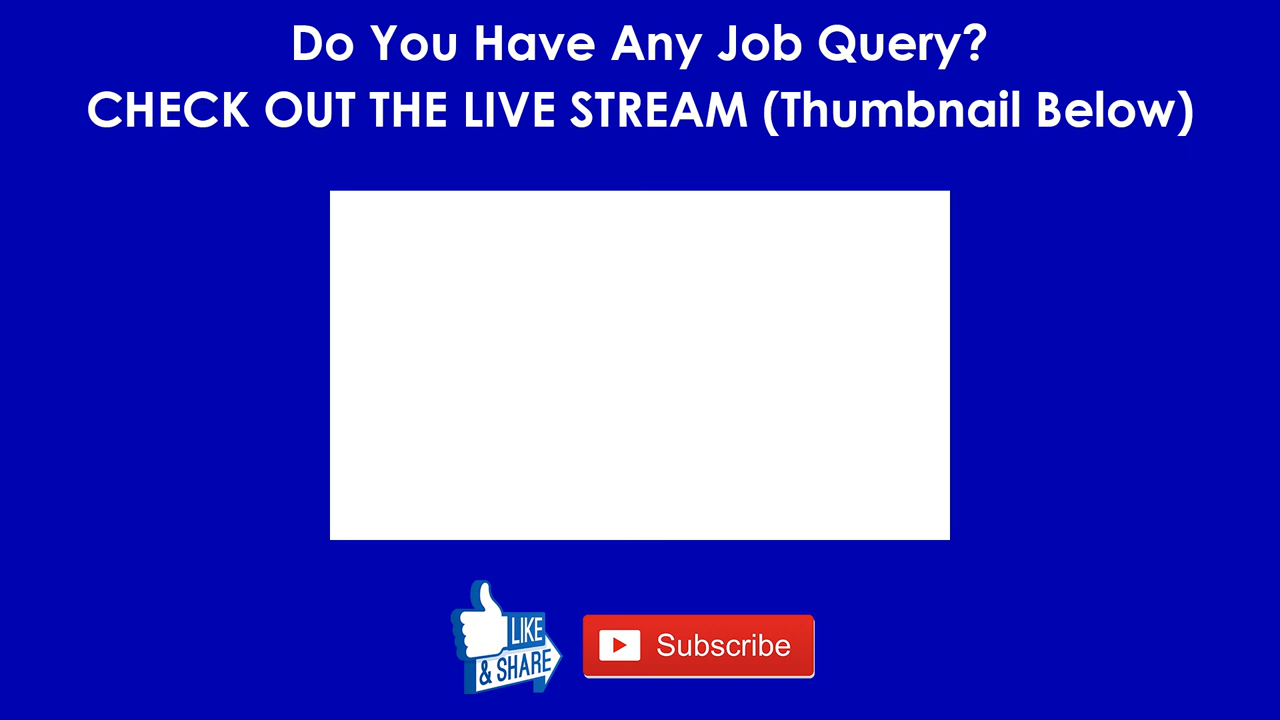 Do You Have Any Job Query?
CHECK OUT THE LIVE STREAM (Thumbnail Below)
LIKE
& SHARE
Subscribe